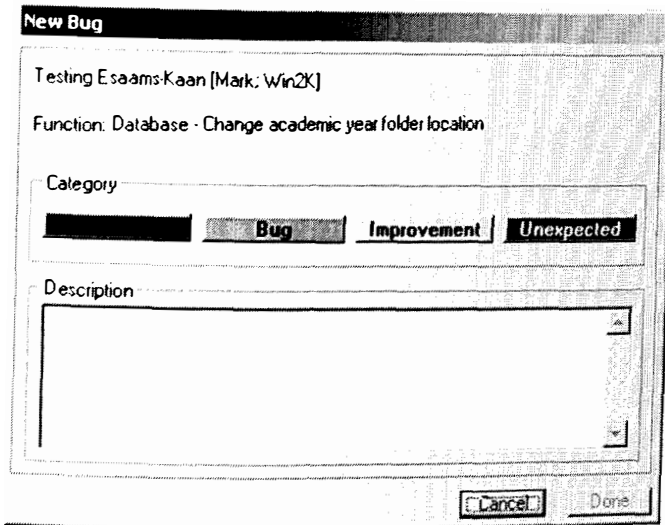 New Bug
Testing Esaams-Kaan [Mark; Win2K]
Function: Database - Change academic year folder location
Category
Bug Improvement Unexpected
Description
Cancel Done